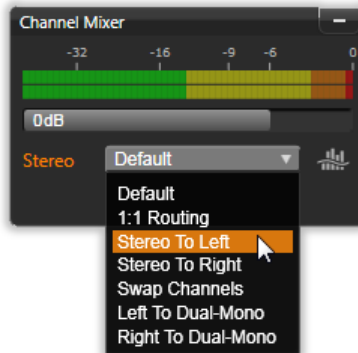 Channel Mixer
-32 -16 -9 -6 0
0dB
Stereo Default
Default
1:1 Routing
Stereo To Left
Stereo To Right
Swap Channels
Left To Dual-Mono
Right To Dual-Mono